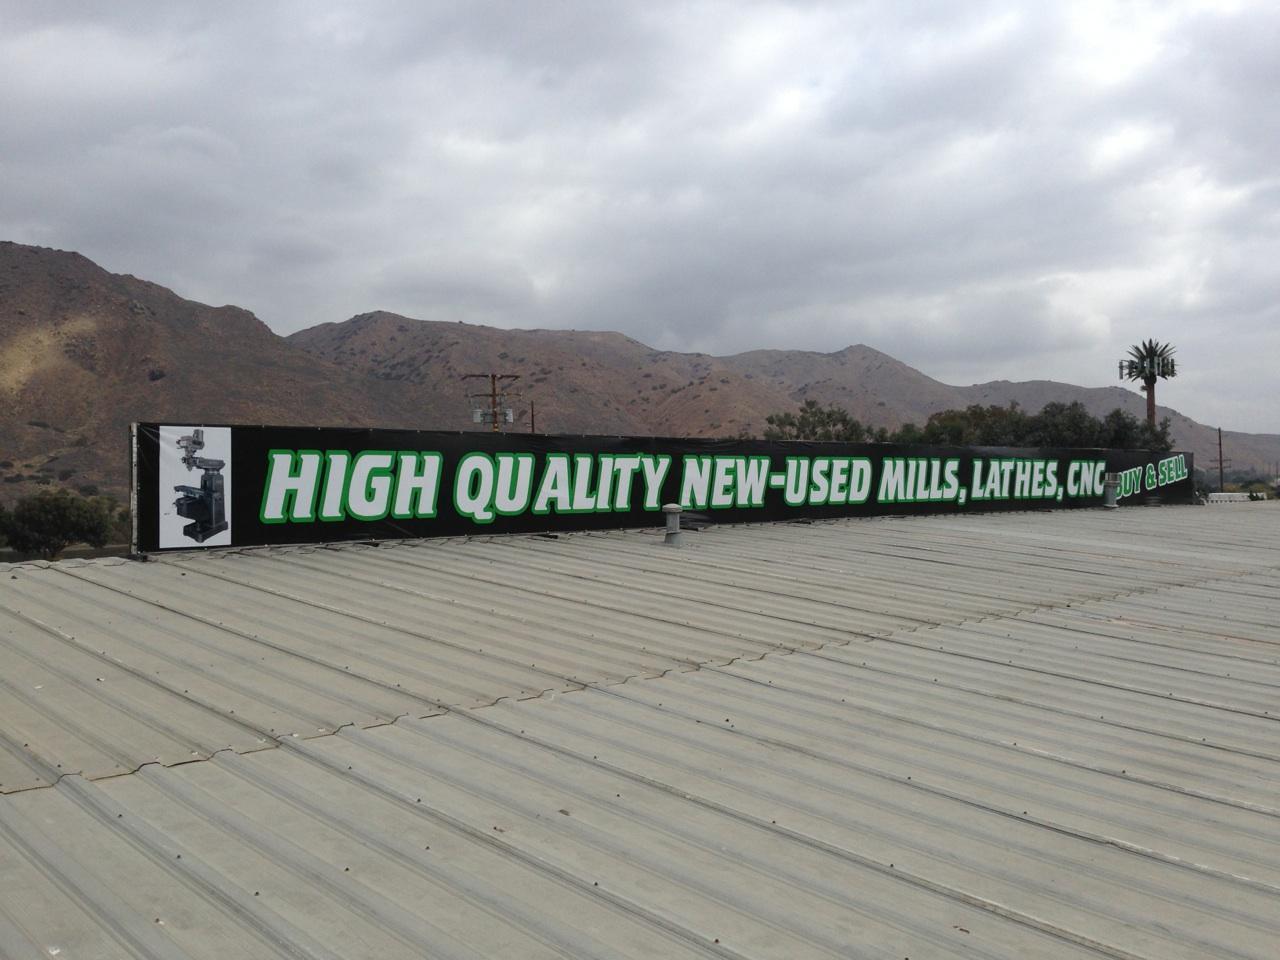 HIGH QUALITY NEW-USED MILLS, LATHES, CNC
BUY & SELL